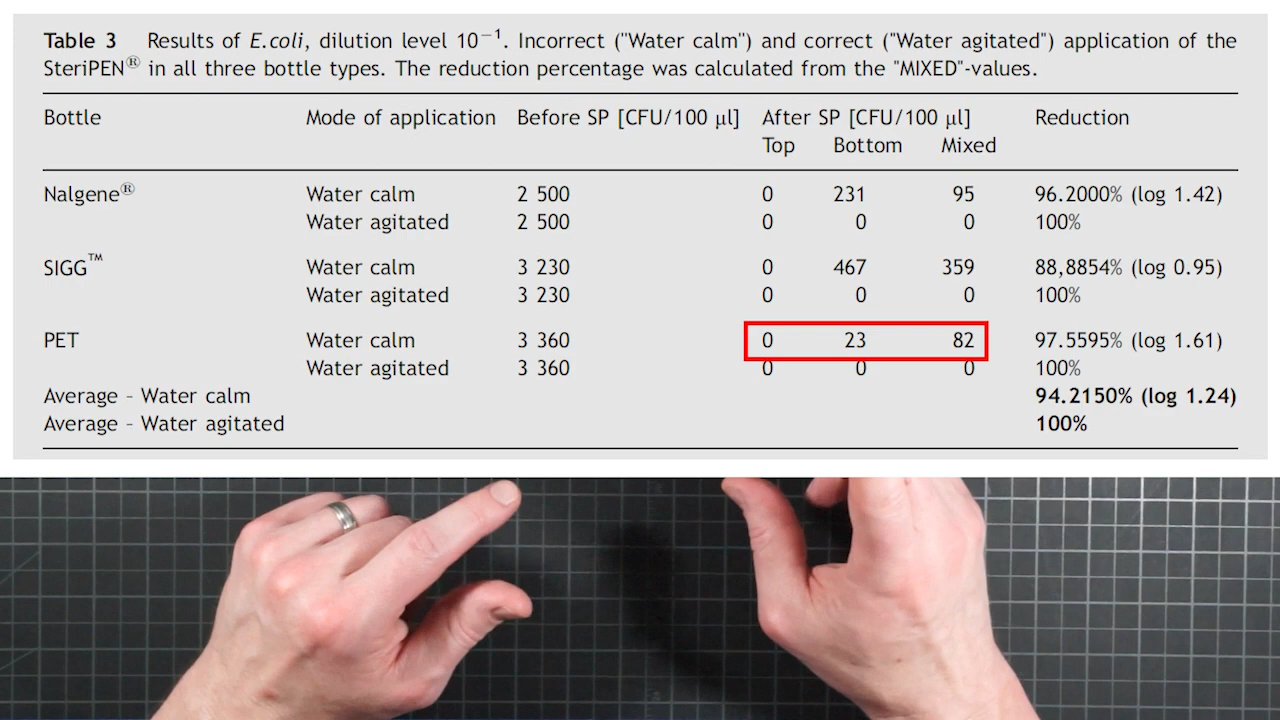 Table 3 Results of E.coli, dilution level 10⁻¹. Incorrect ("Water calm") and correct ("Water agitated") application of the
SteriPEN® in all three bottle types. The reduction percentage was calculated from the "MIXED"-values.
Bottle Mode of application Before SP [CFU/100 µl] After SP [CFU/100 µl] Reduction
Top Bottom Mixed
Nalgene® Water calm 2 500 0 231 95 96.2000% (log 1.42)
Water agitated 2 500 0 0 0 100%
SIGG™ Water calm 3 230 0 467 359 88,8854% (log 0.95)
Water agitated 3 230 0 0 0 100%
PET Water calm 3 360 0 23 82 97.5595% (log 1.61)
Water agitated 3 360 0 0 0 100%
Average - Water calm 94.2150% (log 1.24)
Average - Water agitated 100%